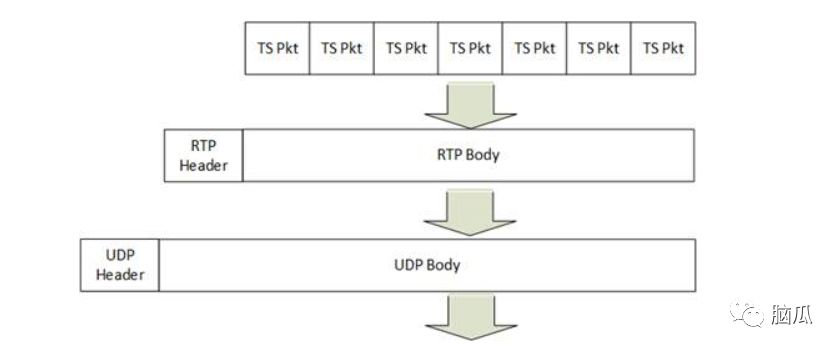 TS Pkt TS Pkt TS Pkt TS Pkt TS Pkt TS Pkt TS Pkt
RTP
Header
RTP Body
UDP
Header
UDP Body
脑瓜